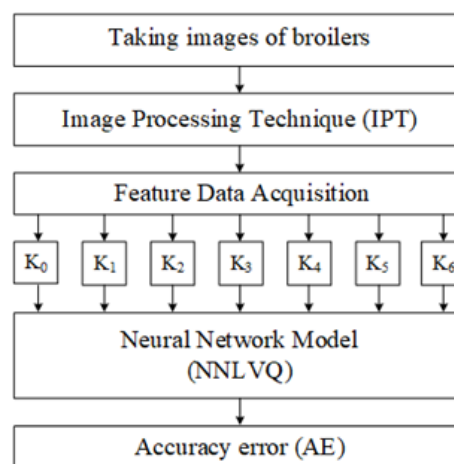 Taking images of broilers
Image Processing Technique (IPT)
Feature Data Acquisition
K₀ K₁ K₂ K₃ K₄ K₅ K₆
Neural Network Model
(NNLVQ)
Accuracy error (AE)